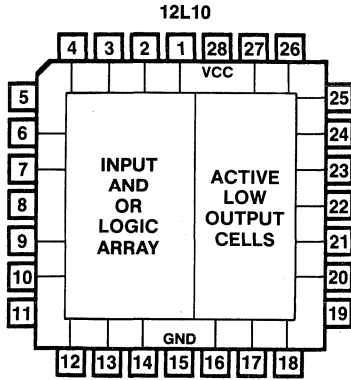 12L10
4 3 2 1 28 27 26
VCC
5 25
6 24
7 23
8 22
9 21
10 20
11 19
INPUT
AND
OR
LOGIC
ARRAY
ACTIVE
LOW
OUTPUT
CELLS
GND
12 13 14 15 16 17 18